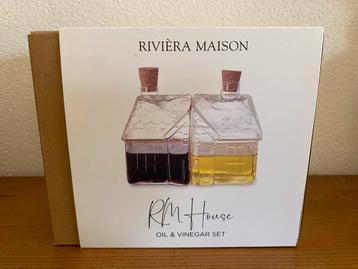 RIVIÈRA MAISON
RM House
OIL & VINEGAR SET